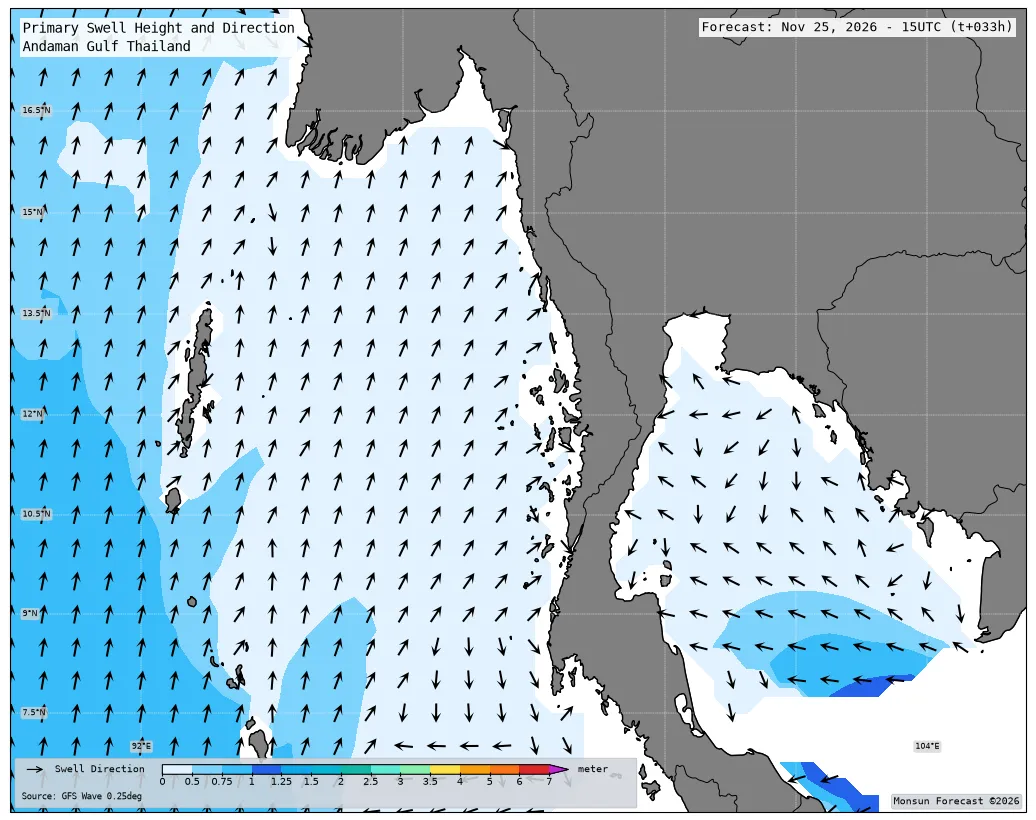 Primary Swell Height and Direction
Andaman Gulf Thailand
Forecast: Nov 25, 2026 - 15UTC (t+033h)
16.5°N
15°N
13.5°N
12°N
10.5°N
9°N
7.5°N
92°E
104°E
Swell Direction
0 0.5 0.75 1 1.25 1.5 2 2.5 3 3.5 4 5 6 7
meter
Source: GFS Wave 0.25deg
Monsun Forecast ©2026